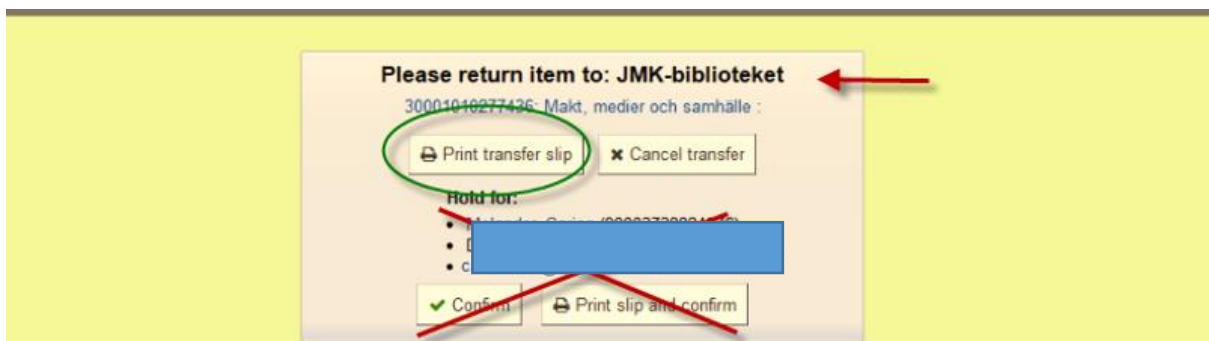 Please return item to: JMK-biblioteket
30001010277436: Makt, medier och samhälle :
Print transfer slip
Cancel transfer
Hold for:
Confirm
Print slip and confirm